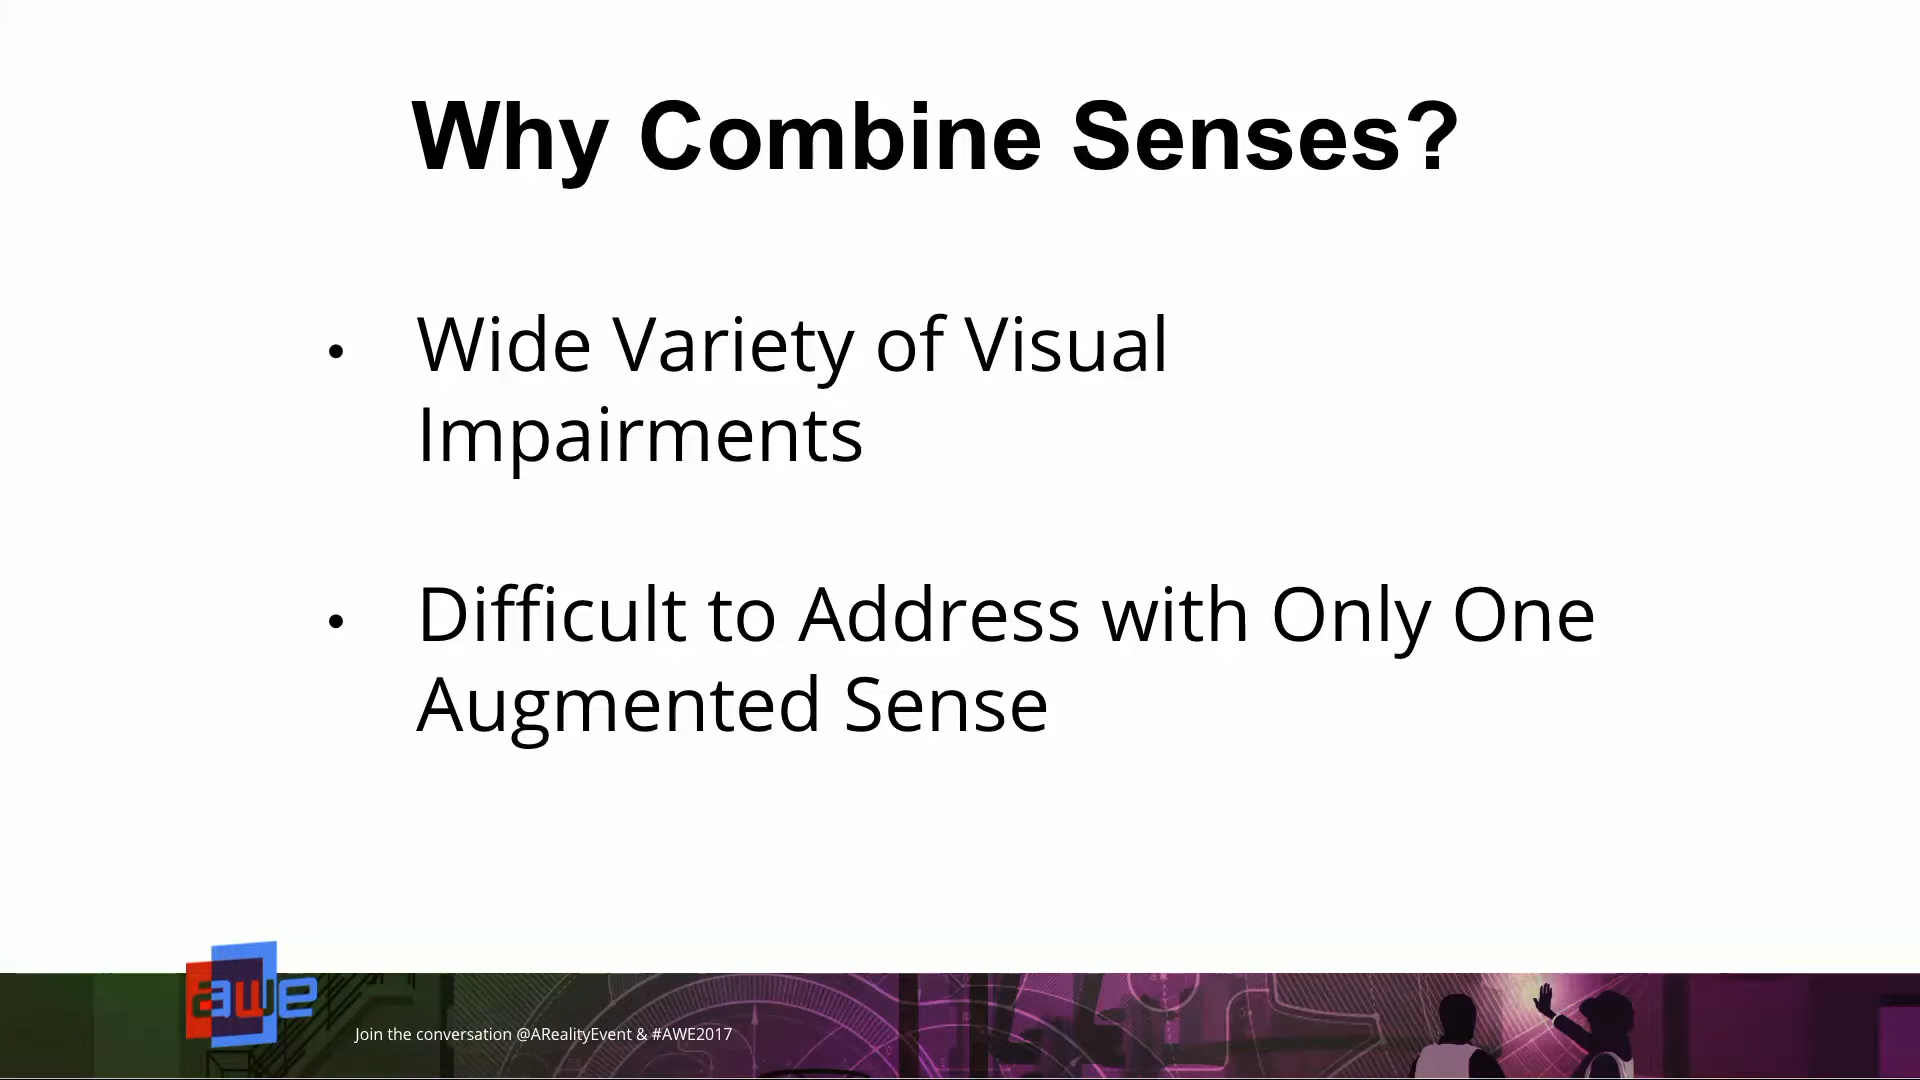 Why Combine Senses?
• Wide Variety of Visual
Impairments
• Difficult to Address with Only One
Augmented Sense
awe
Join the conversation @ARealityEvent & #AWE2017